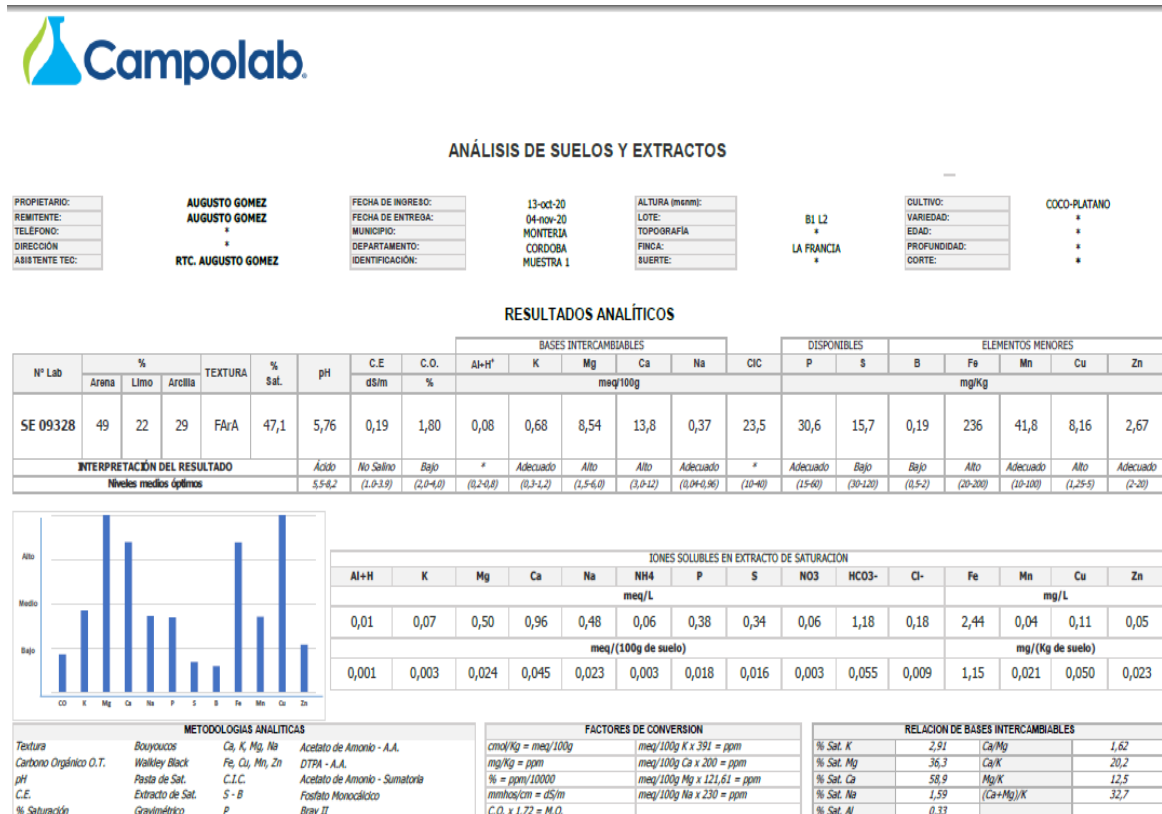 Campolab®
ANÁLISIS DE SUELOS Y EXTRACTOS
PROPIETARIO: AUGUSTO GOMEZ FECHA DE INGRESO: 13-oct-20 ALTURA (msnm): CULTIVO: COCO-PLATANO
REMITENTE: AUGUSTO GOMEZ FECHA DE ENTREGA: 04-nov-20 LOTE: B1 L2 VARIEDAD: *
TELÉFONO: * MUNICIPIO: MONTERIA TOPOGRAFÍA * EDAD: *
DIRECCIÓN * DEPARTAMENTO: CORDOBA FINCA: LA FRANCIA PROFUNDIDAD: *
ASISTENTE TEC: RTC. AUGUSTO GOMEZ IDENTIFICACIÓN: MUESTRA 1 SUERTE: * CORTE: *
RESULTADOS ANALÍTICOS
BASES INTERCAMBIABLES DISPONIBLES ELEMENTOS MENORES
Nº Lab % TEXTURA % Sat. pH C.E C.O. Al+H⁺ K Mg Ca Na CIC P S B Fe Mn Cu Zn
Arena Limo Arcilla dS/m % meq/100g mg/Kg
SE 09328 49 22 29 FArA 47,1 5,76 0,19 1,80 0,08 0,68 8,54 13,8 0,37 23,5 30,6 15,7 0,19 236 41,8 8,16 2,67
INTERPRETACIÓN DEL RESULTADO Ácido No Salino Bajo * Adecuado Alto Alto Adecuado * Adecuado Bajo Bajo Alto Adecuado Alto Adecuado
Niveles medios óptimos 5,5-8,2 (1.0-3.9) (2,0-4,0) (0,2-0,8) (0,3-1,2) (1,5-6,0) (3,0-12) (0,04-0,96) (10-40) (15-60) (30-120) (0,5-2) (20-200) (10-100) (1,25-5) (2-20)
Alto
Medio
Bajo
CO K Mg Ca Na P S B Fe Mn Cu Zn
IONES SOLUBLES EN EXTRACTO DE SATURACIÓN
Al+H K Mg Ca Na NH4 P S NO3 HCO3- Cl- Fe Mn Cu Zn
meq/L mg/L
0,01 0,07 0,50 0,96 0,48 0,06 0,38 0,34 0,06 1,18 0,18 2,44 0,04 0,11 0,05
meq/(100g de suelo) mg/(Kg de suelo)
0,001 0,003 0,024 0,045 0,023 0,003 0,018 0,016 0,003 0,055 0,009 1,15 0,021 0,050 0,023
METODOLOGIAS ANALITICAS FACTORES DE CONVERSION RELACION DE BASES INTERCAMBIABLES
Textura Bouyoucos Ca, K, Mg, Na Acetato de Amonio - A.A. cmol/Kg = meq/100g meq/100g K x 391 = ppm % Sat. K 2,91 Ca/Mg 1,62
Carbono Orgánico O.T. Walkley Black Fe, Cu, Mn, Zn DTPA - A.A. mg/Kg = ppm meq/100g Ca x 200 = ppm % Sat. Mg 36,3 Ca/K 20,2
pH Pasta de Sat. C.I.C. Acetato de Amonio - Sumatoria % = ppm/10000 meq/100g Mg x 121,61 = ppm % Sat. Ca 58,9 Mg/K 12,5
C.E. Extracto de Sat. S - B Fosfato Monocálcico mmhos/cm = dS/m meq/100g Na x 230 = ppm % Sat. Na 1,59 (Ca+Mg)/K 32,7
% Saturación Gravimétrico P Bray II C.O. x 1.72 = M.O. % Sat. Al 0,33